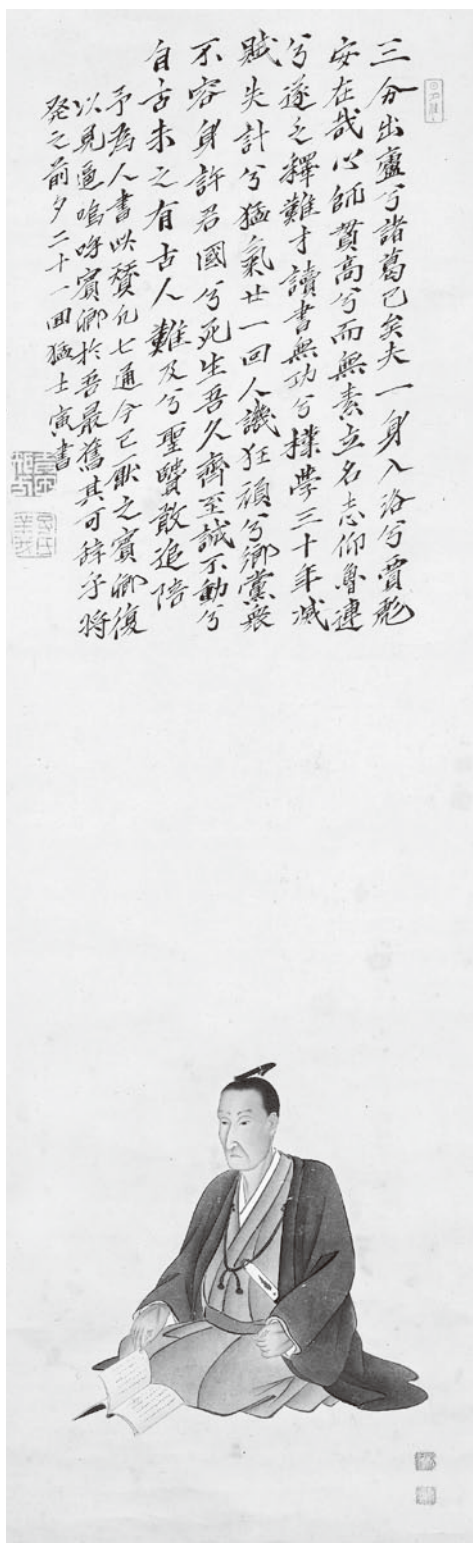 三分出廬兮諸葛已矣夫一身入洛兮賈彪
安在哉心師貫高兮而無素立名志仰魯連
兮遂乏釋難才讀書無功兮樸學三十年滅
賊失計兮猛氣廿一回人譏狂頑兮鄉黨衆
不容身許君國兮死生吾久齊至誠不動兮
自古未之有古人難及兮聖賢敢追陪
予為人書此賛凡七通今已厭之賓卿復
以見逼嗚呼賓卿於吾最舊其可辞乎將
發之前夕二十一回猛士寅書